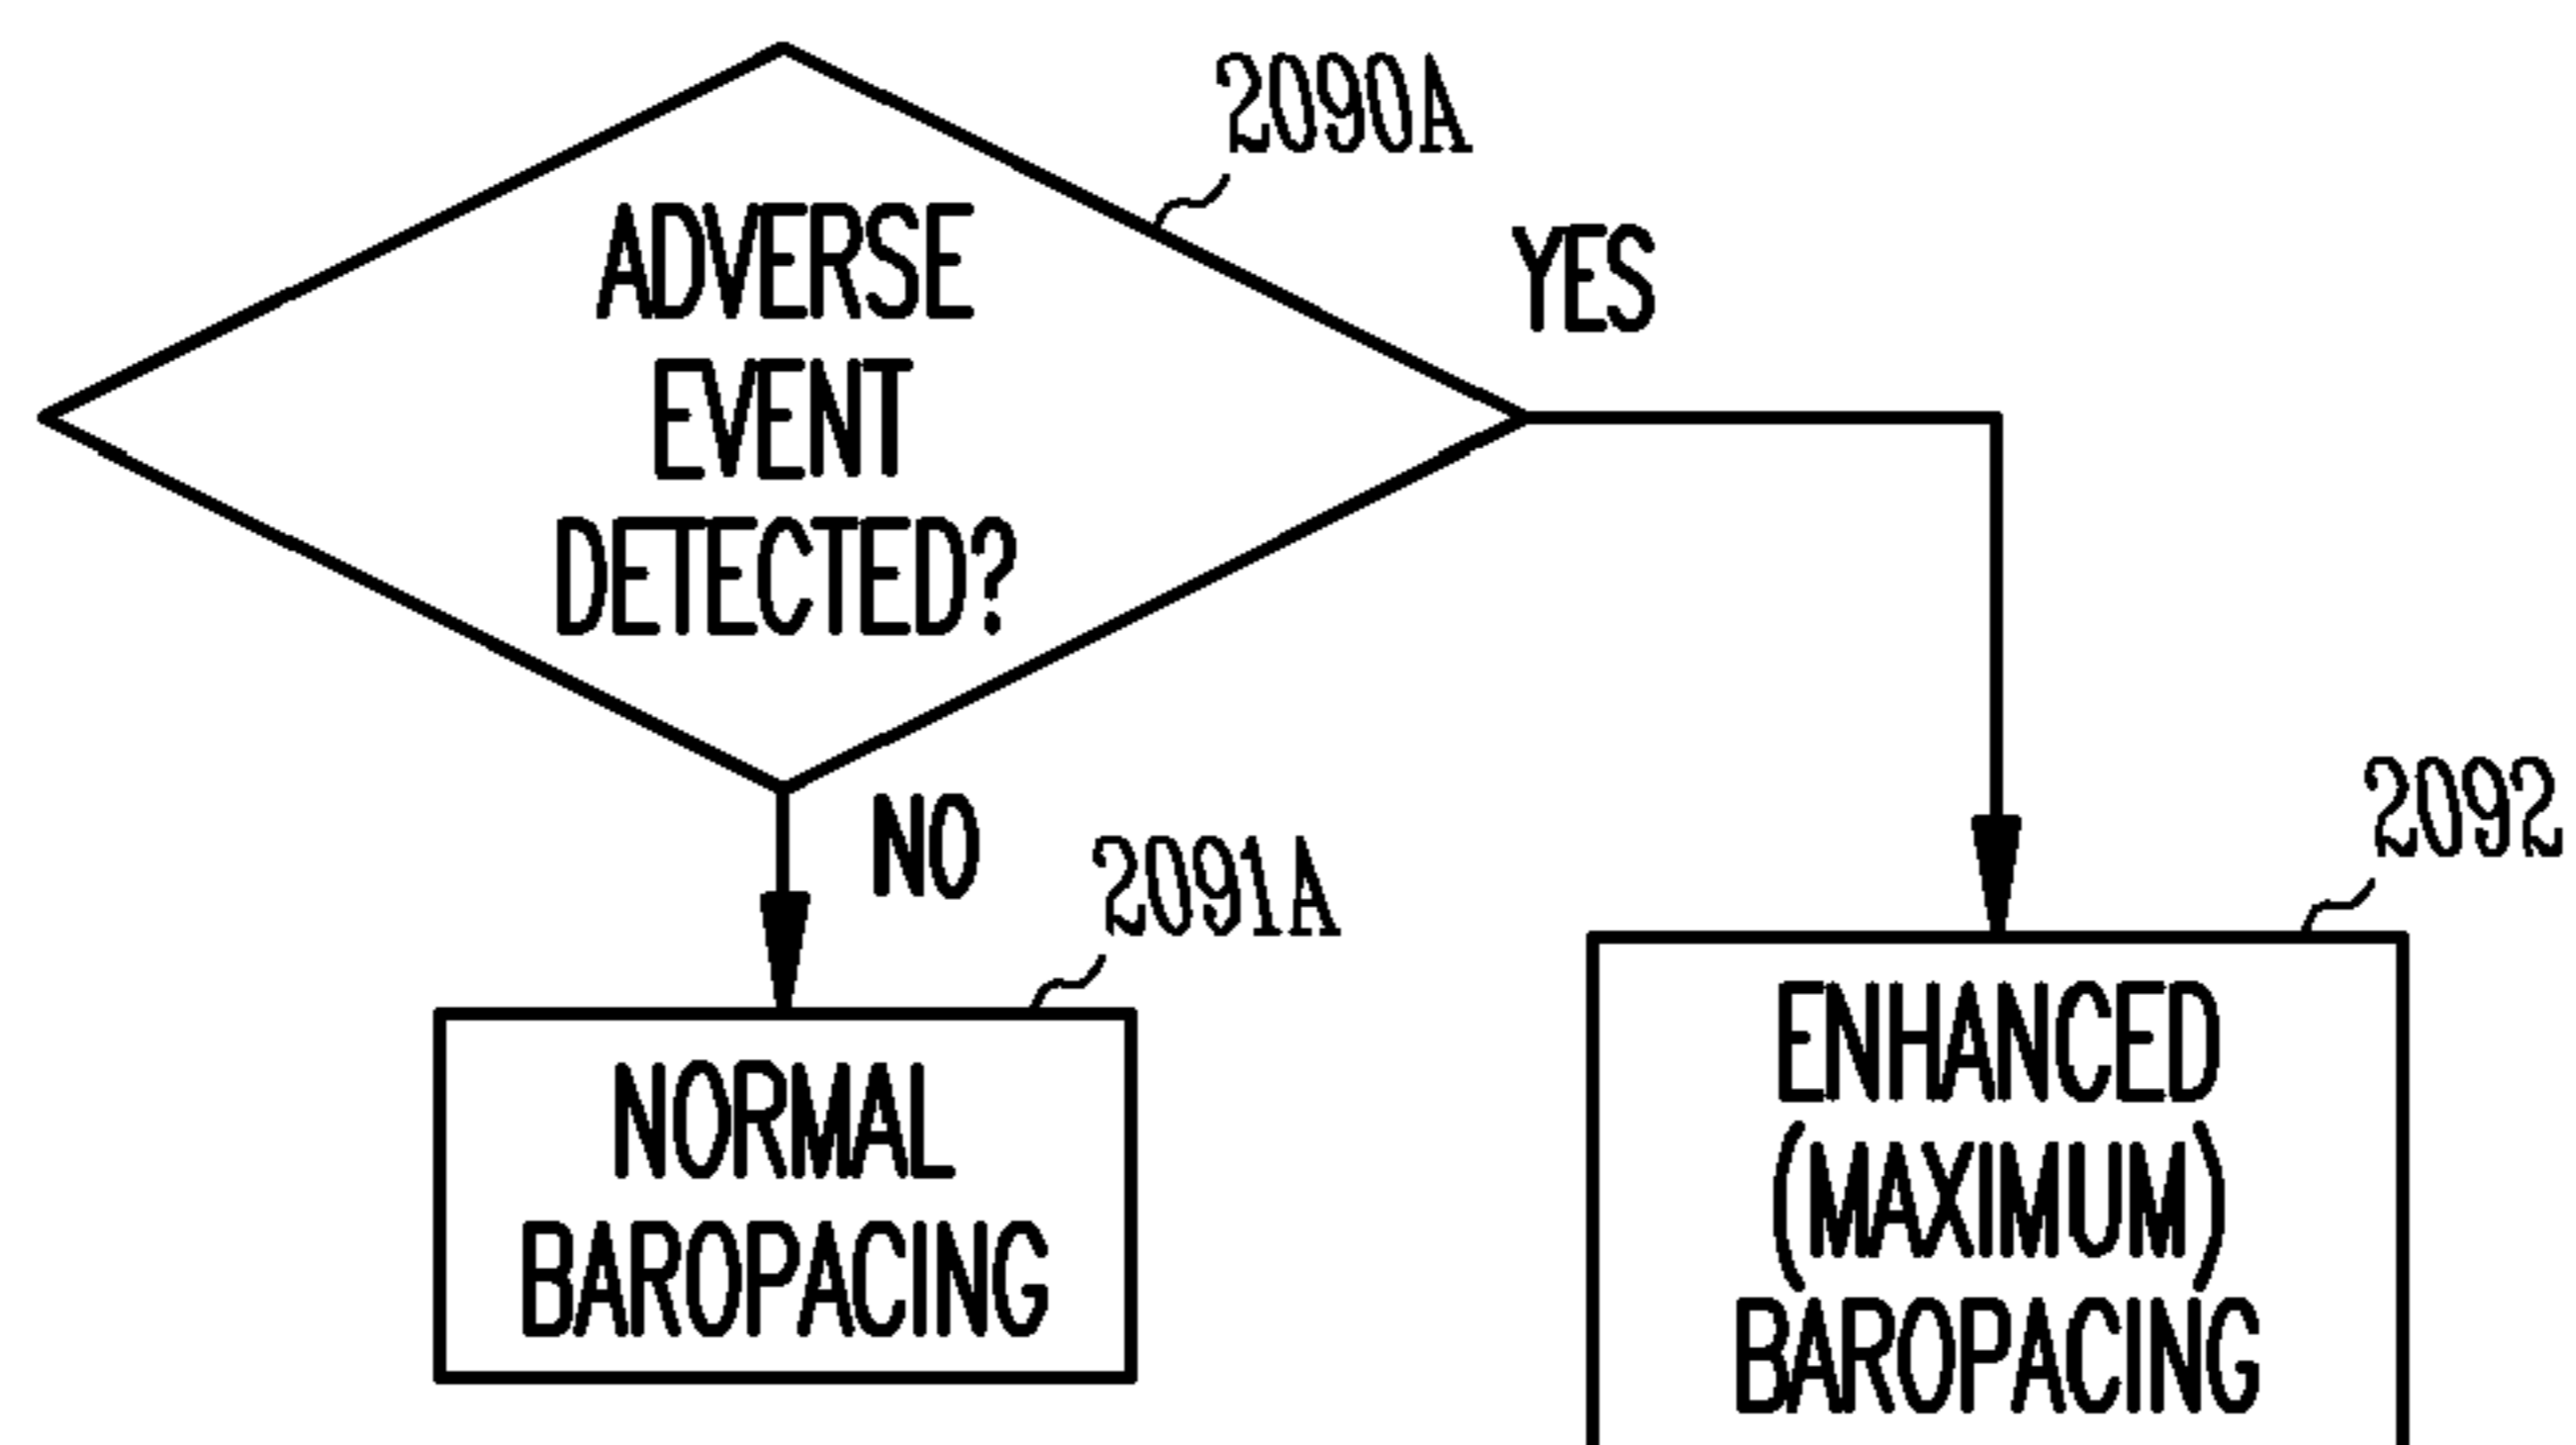 2090A
ADVERSE
EVENT
DETECTED?
YES
NO
2091A
NORMAL
BAROPACING
2092
ENHANCED
(MAXIMUM)
BAROPACING